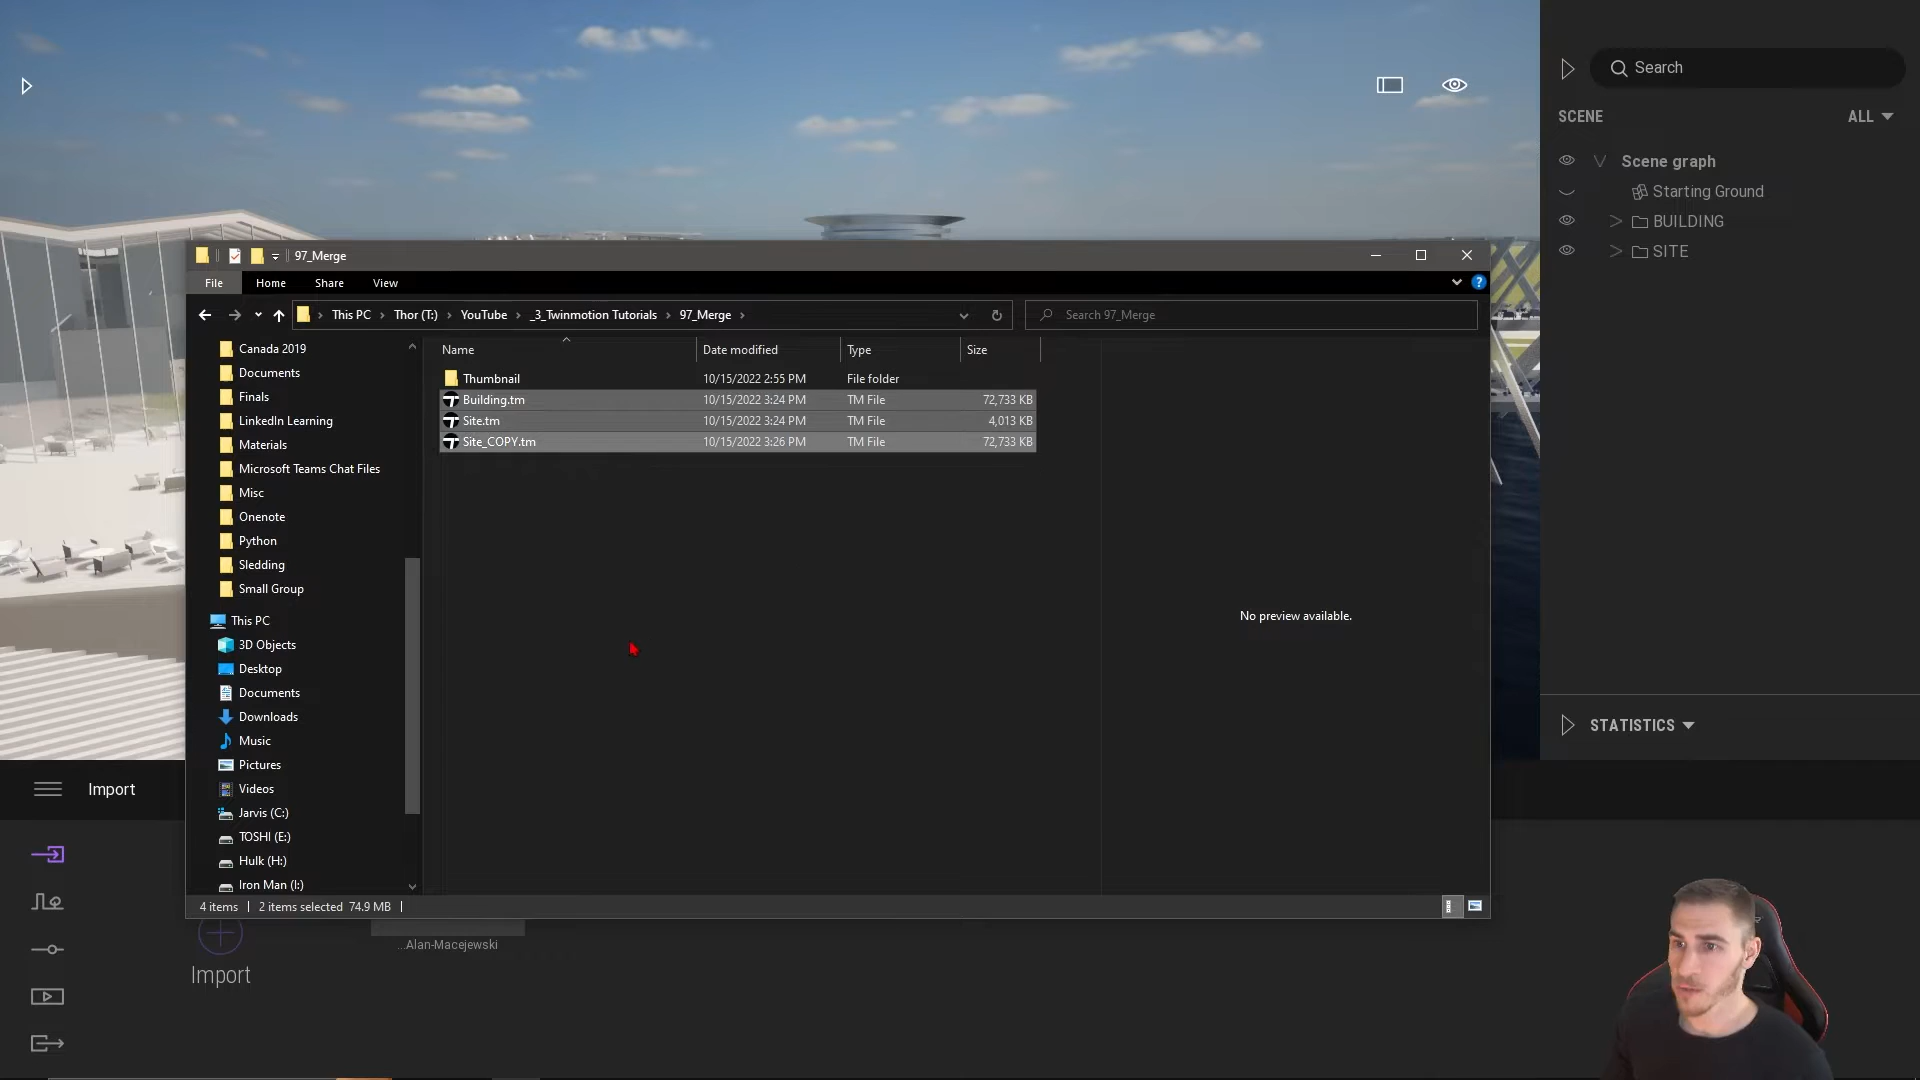 Search
SCENE
ALL
Scene graph
Starting Ground
BUILDING
SITE
97_Merge
File
Home
Share
View
This PC
Thor (T:)
YouTube
_3_Twinmotion Tutorials
97_Merge
Search 97_Merge
Canada 2019
Documents
Finals
LinkedIn Learning
Materials
Microsoft Teams Chat Files
Misc
Onenote
Python
Sledding
Small Group
This PC
3D Objects
Desktop
Documents
Downloads
Music
Pictures
Videos
Jarvis (C:)
TOSHI (E:)
Hulk (H:)
Iron Man (I:)
Name Date modified Type Size
Thumbnail 10/15/2022 2:55 PM File folder
Building.tm 10/15/2022 3:24 PM TM File 72,733 KB
Site.tm 10/15/2022 3:24 PM TM File 4,013 KB
Site_COPY.tm 10/15/2022 3:26 PM TM File 72,733 KB
No preview available.
4 items 2 items selected 74.9 MB
STATISTICS
Import
...Alan-Macejewski
Import